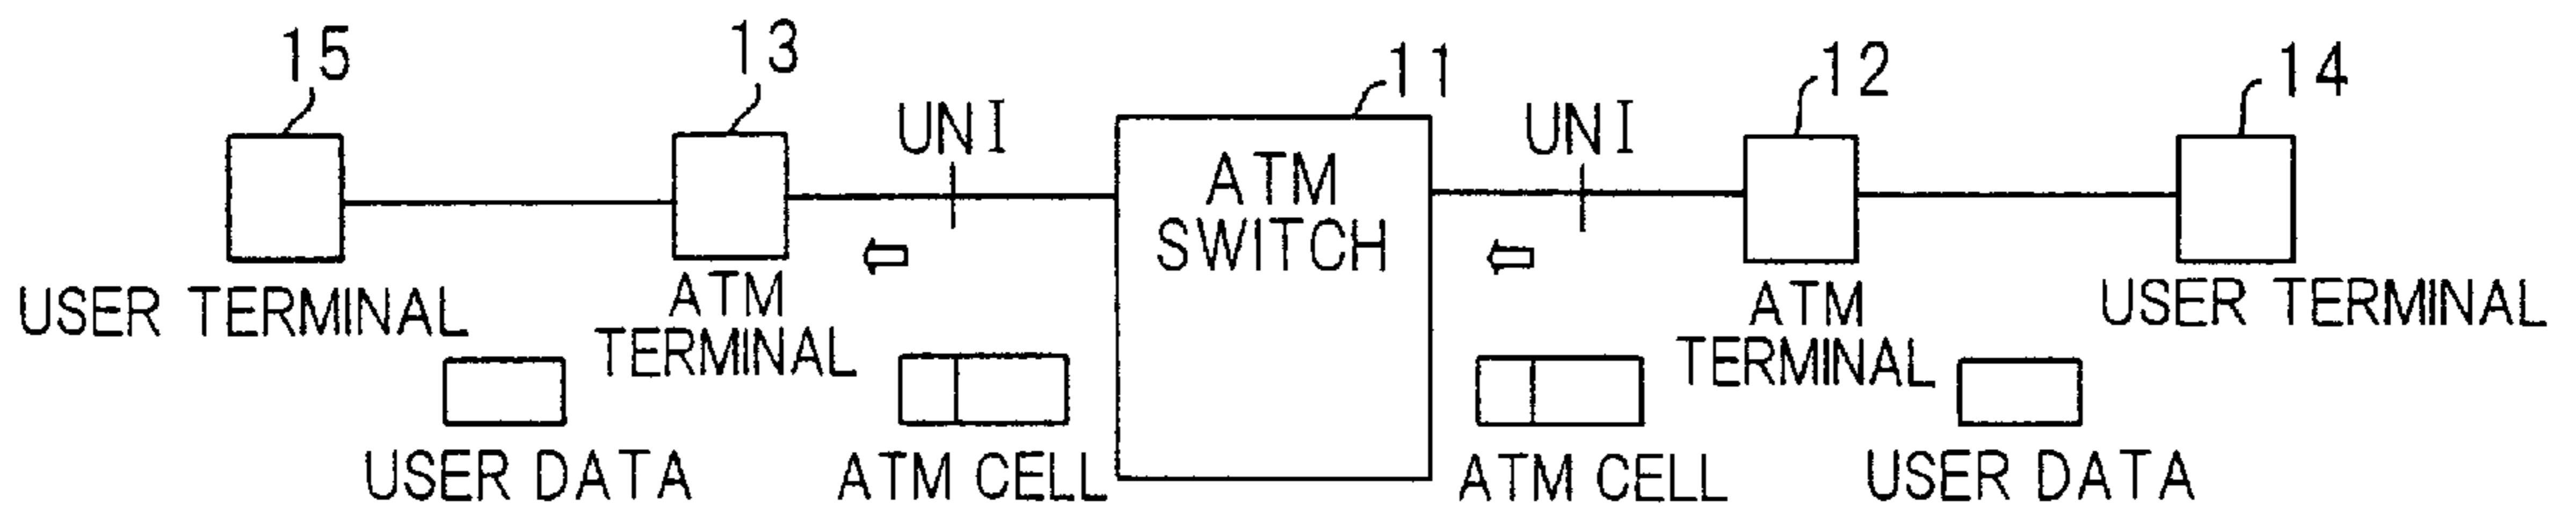 15
13
11
12
14
UNI
UNI
ATM
SWITCH
USER TERMINAL
ATM
TERMINAL
ATM
TERMINAL
USER TERMINAL
USER DATA
ATM CELL
ATM CELL
USER DATA